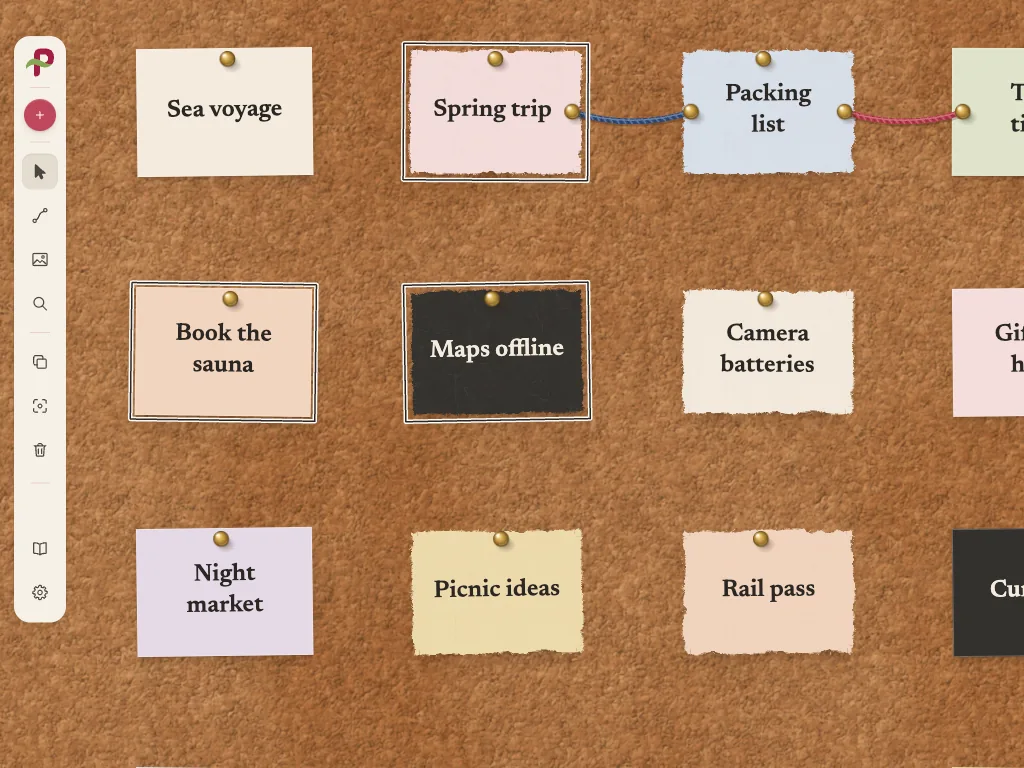 Sea voyage
Spring trip
Packing
list
Book the
sauna
Maps offline
Camera
batteries
Night
market
Picnic ideas
Rail pass